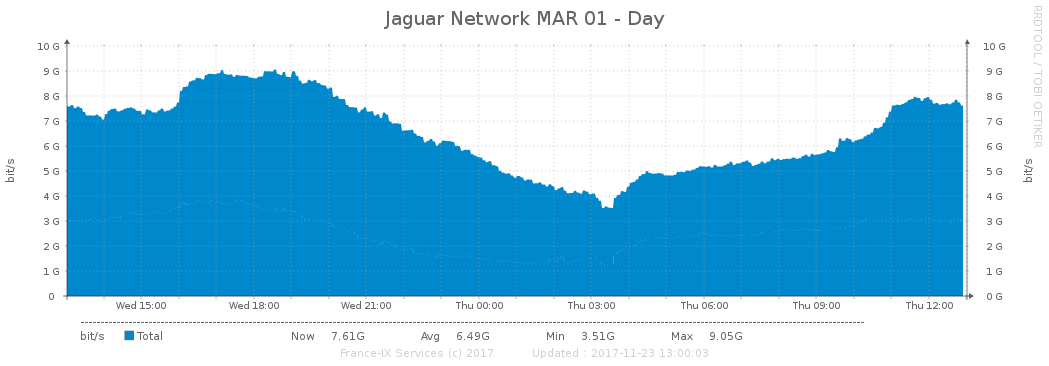 Jaguar Network MAR 01 - Day
RRDTOOL / TOBI OETIKER
bit/s
10 G
9 G
8 G
7 G
6 G
5 G
4 G
3 G
2 G
1 G
0
10 G
9 G
8 G
7 G
6 G
5 G
4 G
3 G
2 G
1 G
0 G
bit/s
Wed 15:00 Wed 18:00 Wed 21:00 Thu 00:00 Thu 03:00 Thu 06:00 Thu 09:00 Thu 12:00
bit/s Total Now 7.61G Avg 6.49G Min 3.51G Max 9.05G
France-IX Services (c) 2017 Updated : 2017-11-23 13:00:03